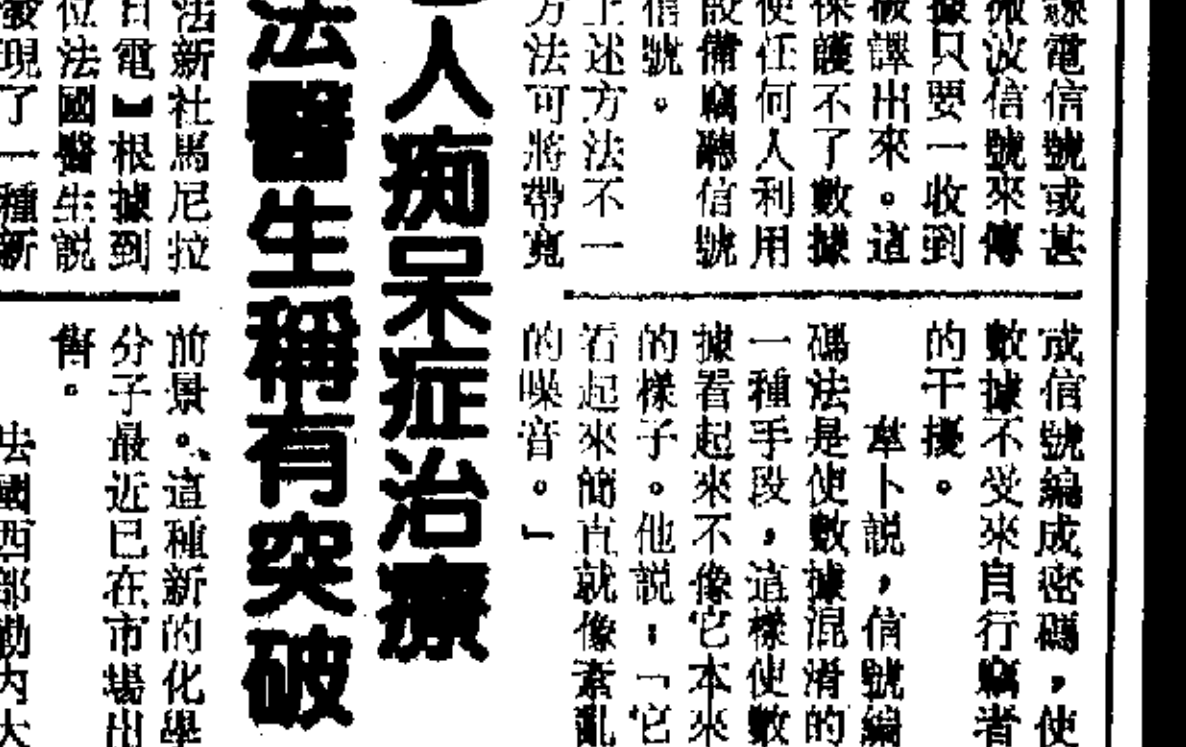 線電信號或甚
波信號來傳
據只要一收到
譯出來。這
保護不了數據
使任何人利用
設備竊聽信號
信號。
上述方法不一
方法可將帶寬
成信號編成密碼，使
數據不受來自行竊者
的干擾。
韋卜説，信號編
碼法是使數據混淆的
一種手段，這樣使數
據看起來不像它本來
的樣子。他説：「它
看起來簡直就像紊亂
的噪音。」
人痴呆症治療
法醫生稱有突破
法新社馬尼拉
日電】根據到
位法國醫生説
發現了一種新
前景。這種新的化學
分子最近已在市場出
售。
法國西部勒内大